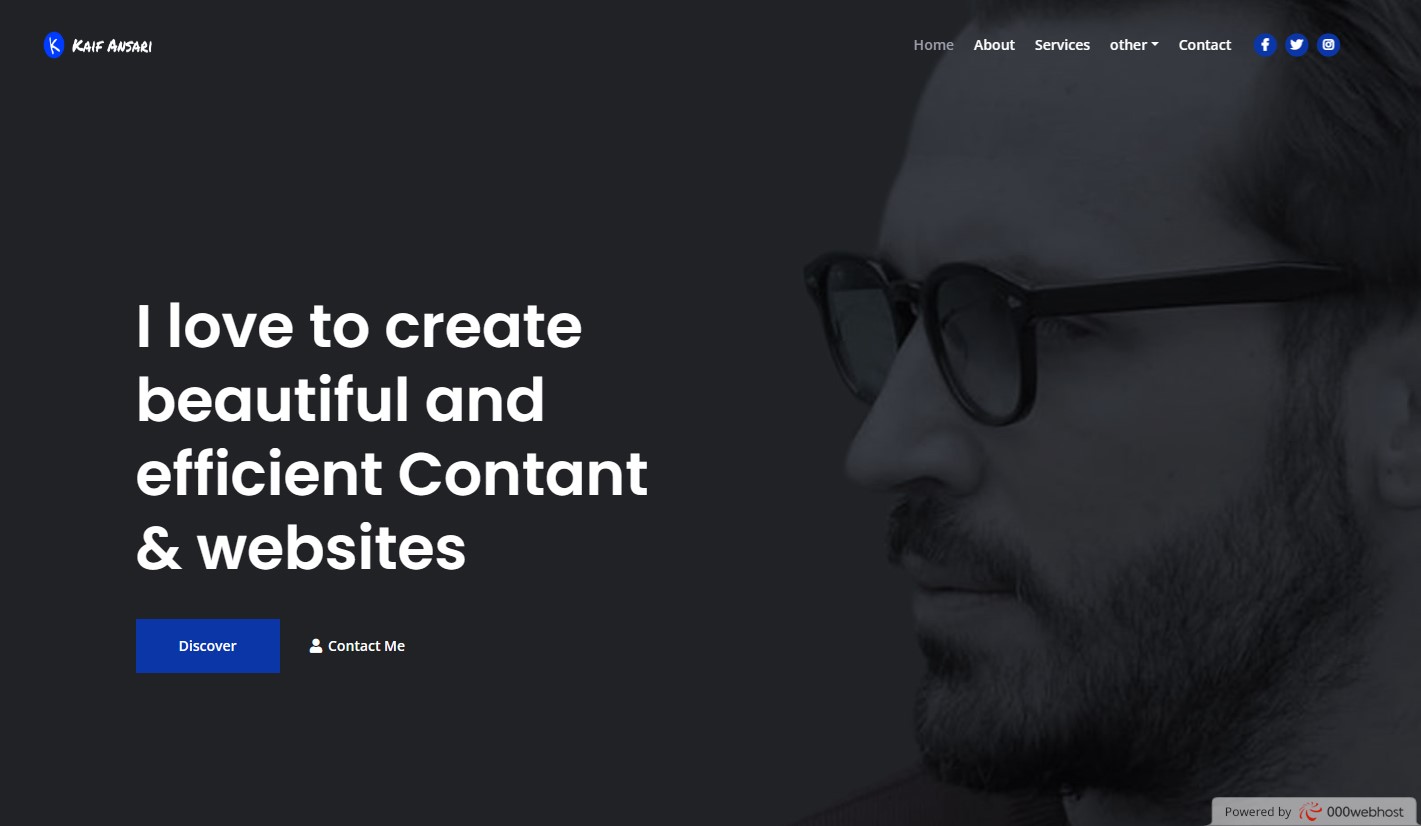 K Kaif Ansari
Home About Services other Contact
I love to create
beautiful and
efficient Contant
& websites
Discover Contact Me
Powered by 000webhost